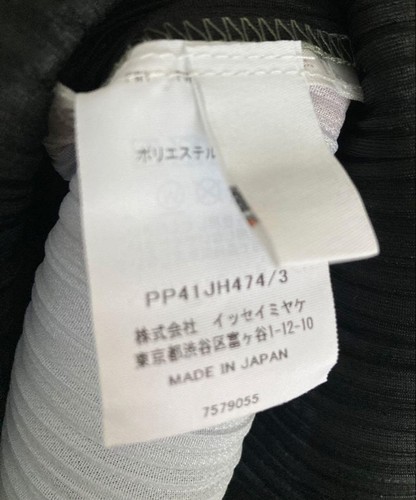 ポリエステル
PP41JH474/3
株式会社 イッセイミヤケ
東京都渋谷区富ヶ谷1-12-10
MADE IN JAPAN
7579055